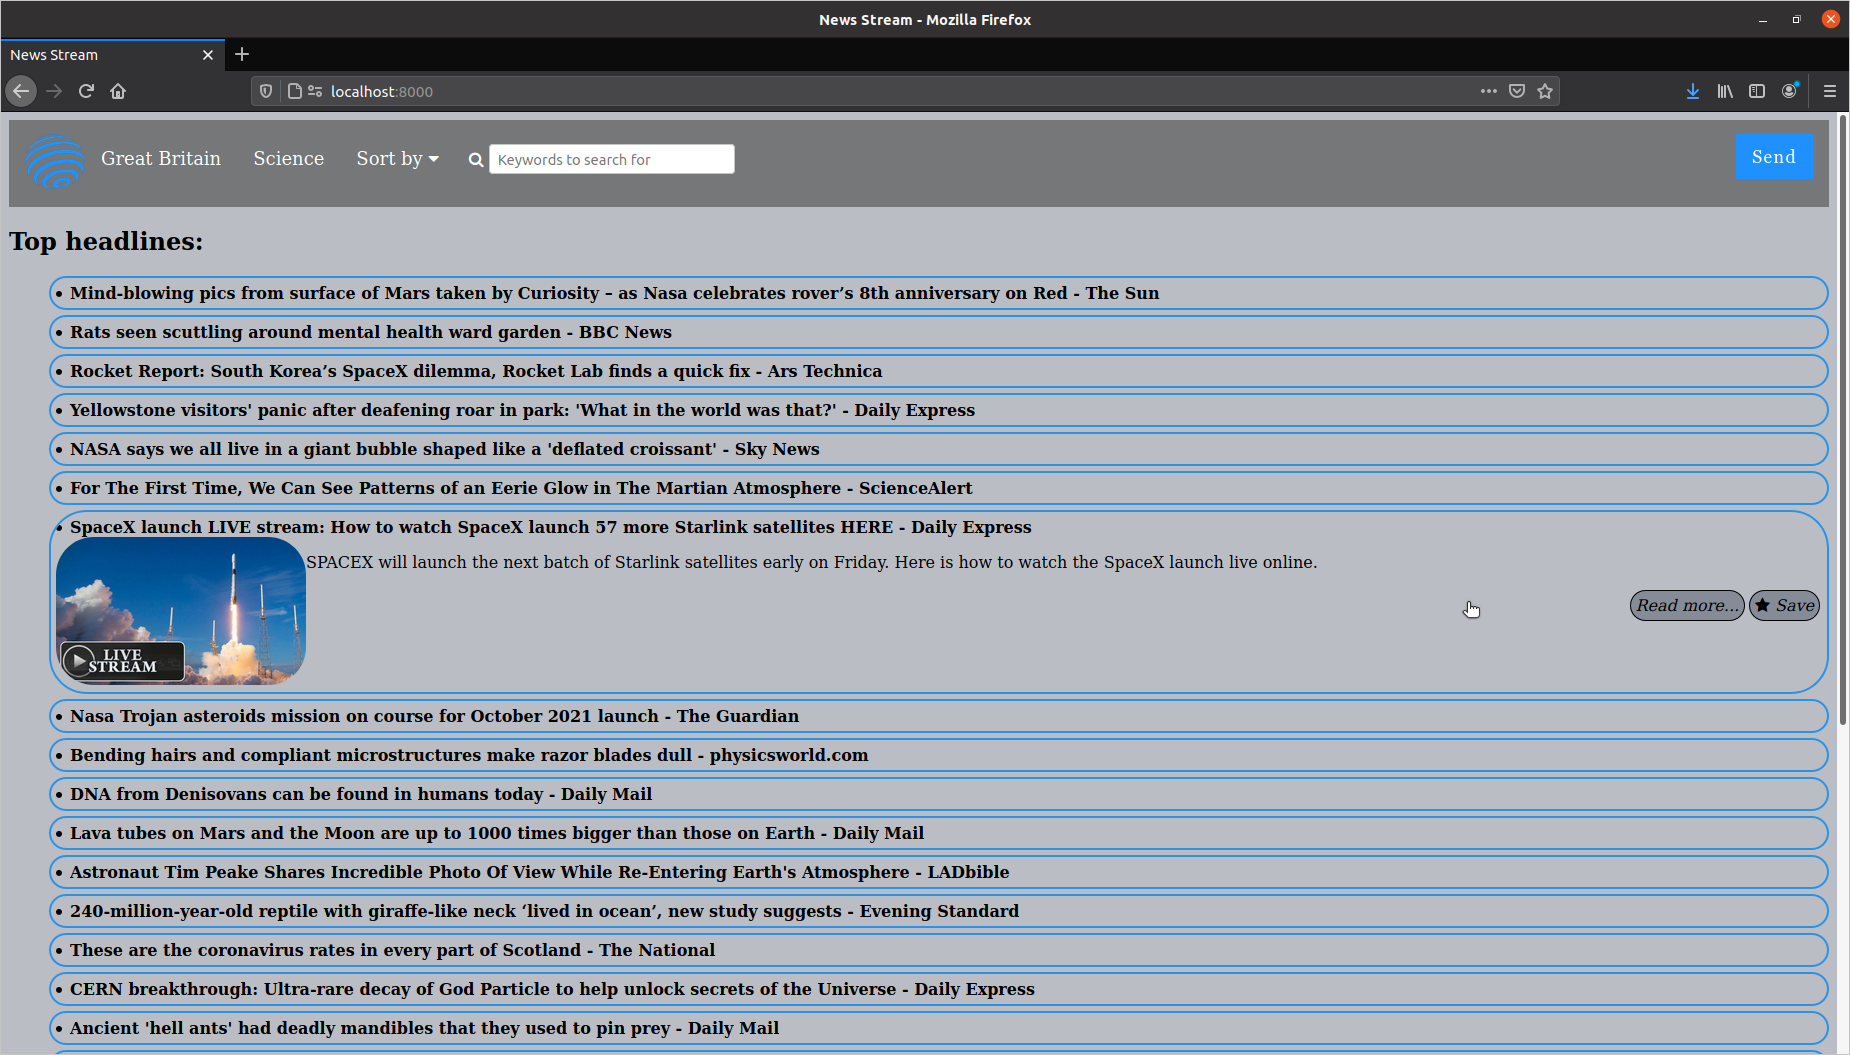 News Stream - Mozilla Firefox
News Stream
localhost:8000
Great Britain Science Sort by Keywords to search for Send
Top headlines:
• Mind-blowing pics from surface of Mars taken by Curiosity – as Nasa celebrates rover’s 8th anniversary on Red - The Sun
• Rats seen scuttling around mental health ward garden - BBC News
• Rocket Report: South Korea’s SpaceX dilemma, Rocket Lab finds a quick fix - Ars Technica
• Yellowstone visitors' panic after deafening roar in park: 'What in the world was that?' - Daily Express
• NASA says we all live in a giant bubble shaped like a 'deflated croissant' - Sky News
• For The First Time, We Can See Patterns of an Eerie Glow in The Martian Atmosphere - ScienceAlert
• SpaceX launch LIVE stream: How to watch SpaceX launch 57 more Starlink satellites HERE - Daily Express
SPACEX will launch the next batch of Starlink satellites early on Friday. Here is how to watch the SpaceX launch live online.
Read more... Save
LIVE
STREAM
• Nasa Trojan asteroids mission on course for October 2021 launch - The Guardian
• Bending hairs and compliant microstructures make razor blades dull - physicsworld.com
• DNA from Denisovans can be found in humans today - Daily Mail
• Lava tubes on Mars and the Moon are up to 1000 times bigger than those on Earth - Daily Mail
• Astronaut Tim Peake Shares Incredible Photo Of View While Re-Entering Earth's Atmosphere - LADbible
• 240-million-year-old reptile with giraffe-like neck ‘lived in ocean’, new study suggests - Evening Standard
• These are the coronavirus rates in every part of Scotland - The National
• CERN breakthrough: Ultra-rare decay of God Particle to help unlock secrets of the Universe - Daily Express
• Ancient 'hell ants' had deadly mandibles that they used to pin prey - Daily Mail